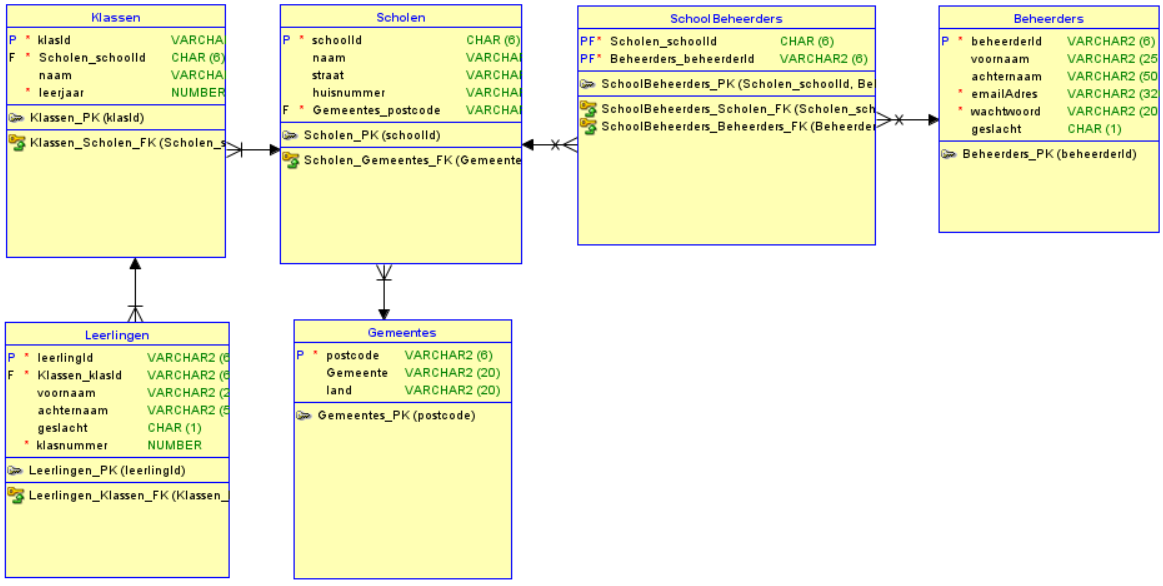 Klassen
P * klasId VARCHA
F * Scholen_schoolId CHAR (6)
naam VARCHA
* leerjaar NUMBER
Klassen_PK (klasId)
Klassen_Scholen_FK (Scholen_s
Scholen
P * schoolId CHAR (6)
naam VARCHA
straat VARCHA
huisnummer VARCHA
F * Gemeentes_postcode VARCHA
Scholen_PK (schoolId)
Scholen_Gemeentes_FK (Gemeente
SchoolBeheerders
PF* Scholen_schoolId CHAR (6)
PF* Beheerders_beheerderId VARCHAR2 (6)
SchoolBeheerders_PK (Scholen_schoolId, Be
SchoolBeheerders_Scholen_FK (Scholen_sch
SchoolBeheerders_Beheerders_FK (Beheerde
Beheerders
P * beheerderId VARCHAR2 (6)
voornaam VARCHAR2 (25
achternaam VARCHAR2 (50
* emailAdres VARCHAR2 (32
* wachtwoord VARCHAR2 (20
geslacht CHAR (1)
Beheerders_PK (beheerderId)
Leerlingen
P * leerlingId VARCHAR2 (6
F * Klassen_klasId VARCHAR2 (6
voornaam VARCHAR2 (2
achternaam VARCHAR2 (5
geslacht CHAR (1)
* klasnummer NUMBER
Leerlingen_PK (leerlingId)
Leerlingen_Klassen_FK (Klassen_
Gemeentes
P * postcode VARCHAR2 (6)
Gemeente VARCHAR2 (20)
land VARCHAR2 (20)
Gemeentes_PK (postcode)